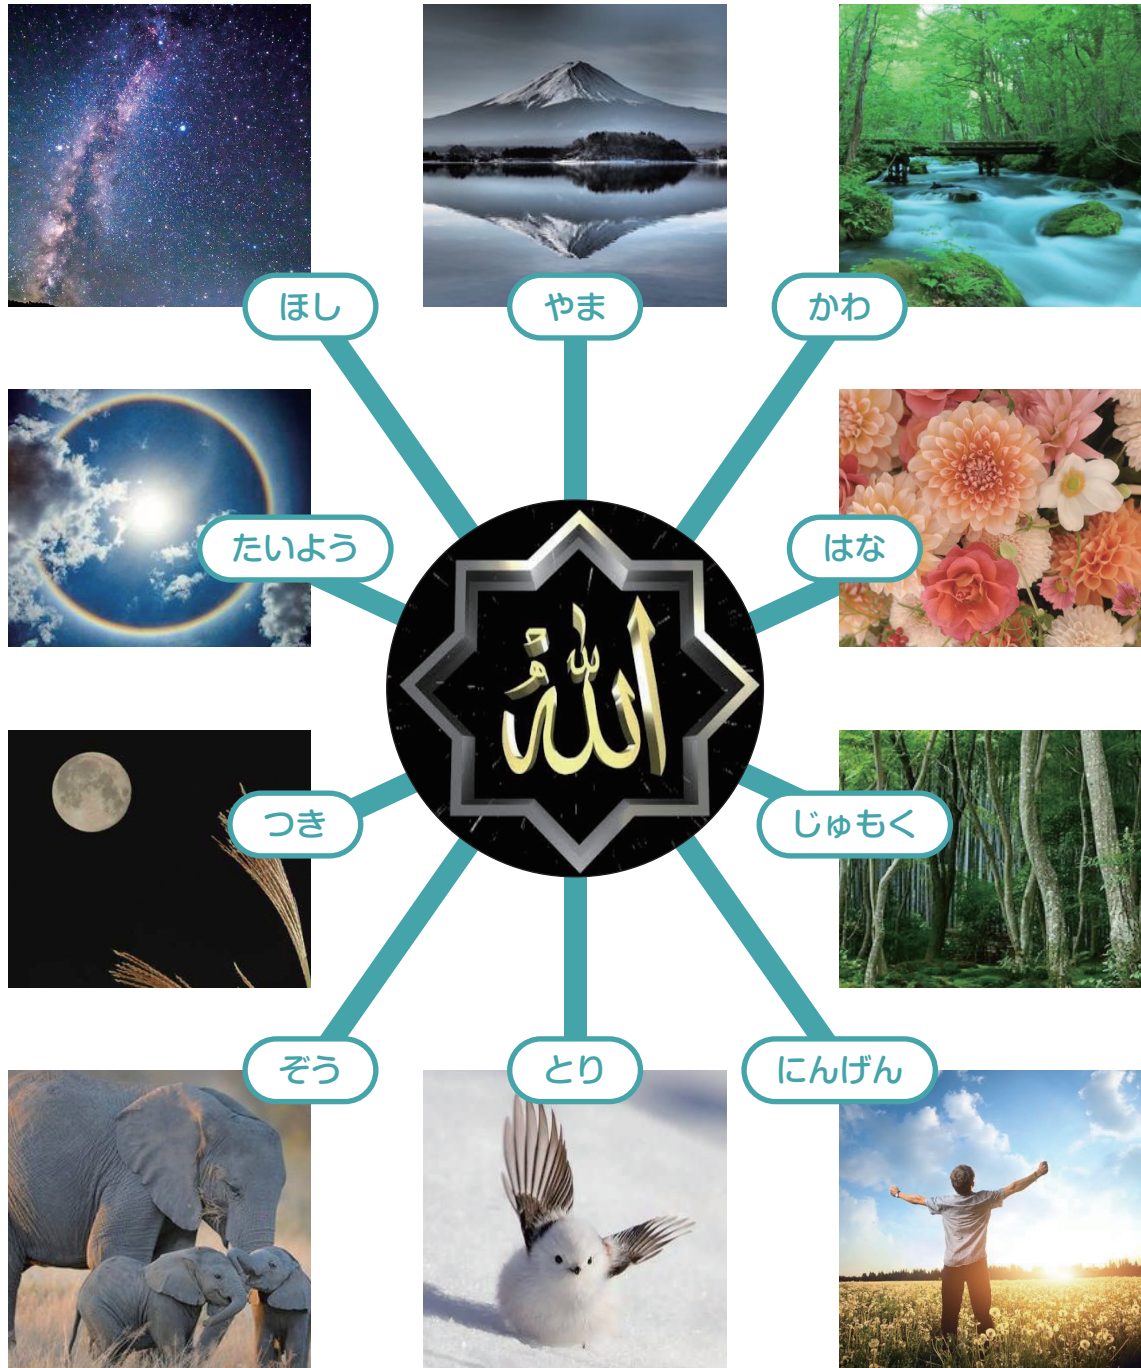 ほし
やま
かわ
たいよう
はな
اللهُ
つき
じゅもく
ぞう
とり
にんげん